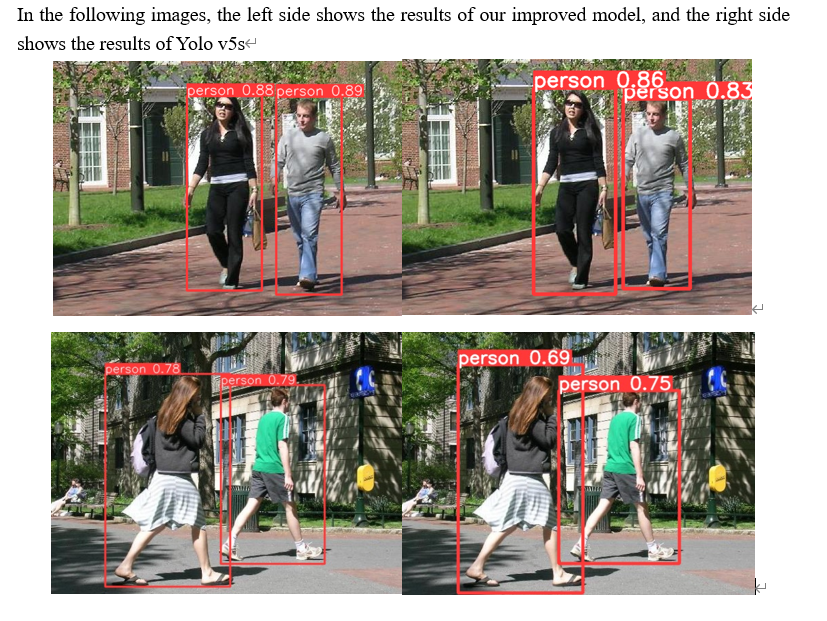 In the following images, the left side shows the results of our improved model, and the right side
shows the results of Yolo v5s
person 0.88 person 0.89
person 0.86
person 0.83
person 0.78
person 0.79
person 0.69
person 0.75